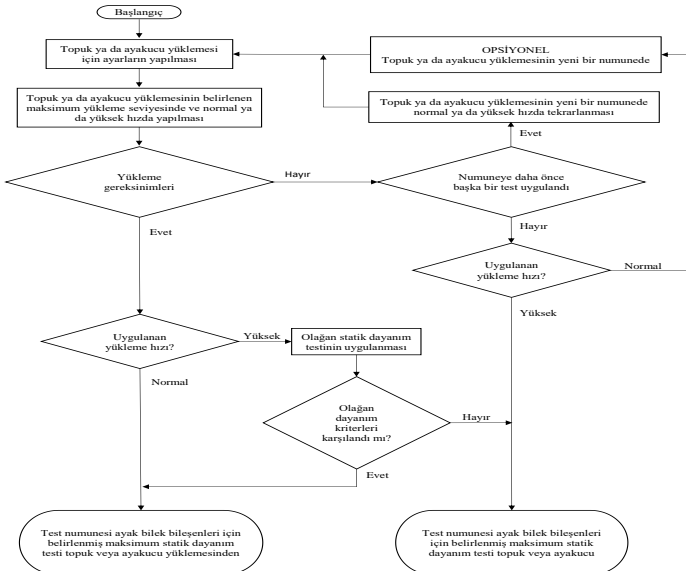 Başlangıç
Topuk ya da ayakucu yüklemesi
için ayarların yapılması
OPSİYONEL
Topuk ya da ayakucu yüklemesinin yeni bir numunede
Topuk ya da ayakucu yüklemesinin belirlenen
maksimum yükleme seviyesinde ve normal ya
da yüksek hızda yapılması
Topuk ya da ayakucu yüklemesinin yeni bir numunede
normal ya da yüksek hızda tekrarlanması
Evet
Yükleme
gereksinimleri
Hayır
Numuneye daha önce
başka bir test uygulandı
Evet
Hayır
Uygulanan
yükleme hızı?
Normal
Yüksek
Uygulanan
yükleme hızı?
Yüksek
Olağan statik dayanım
testinin uygulanması
Normal
Olağan
dayanım
kriterleri
karşılandı mı?
Hayır
Evet
Test numunesi ayak bilek bileşenleri için
belirlenmiş maksimum statik dayanım
testi topuk veya ayakucu yüklemesinden
Test numunesi ayak bilek bileşenleri
için belirlenmiş maksimum statik
dayanım testi topuk veya ayakucu